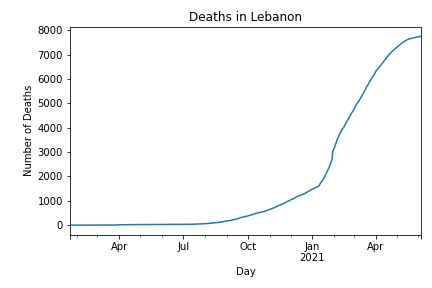 Deaths in Lebanon
Number of Deaths
8000
7000
6000
5000
4000
3000
2000
1000
0
Apr
Jul
Oct
Jan
2021
Apr
Day